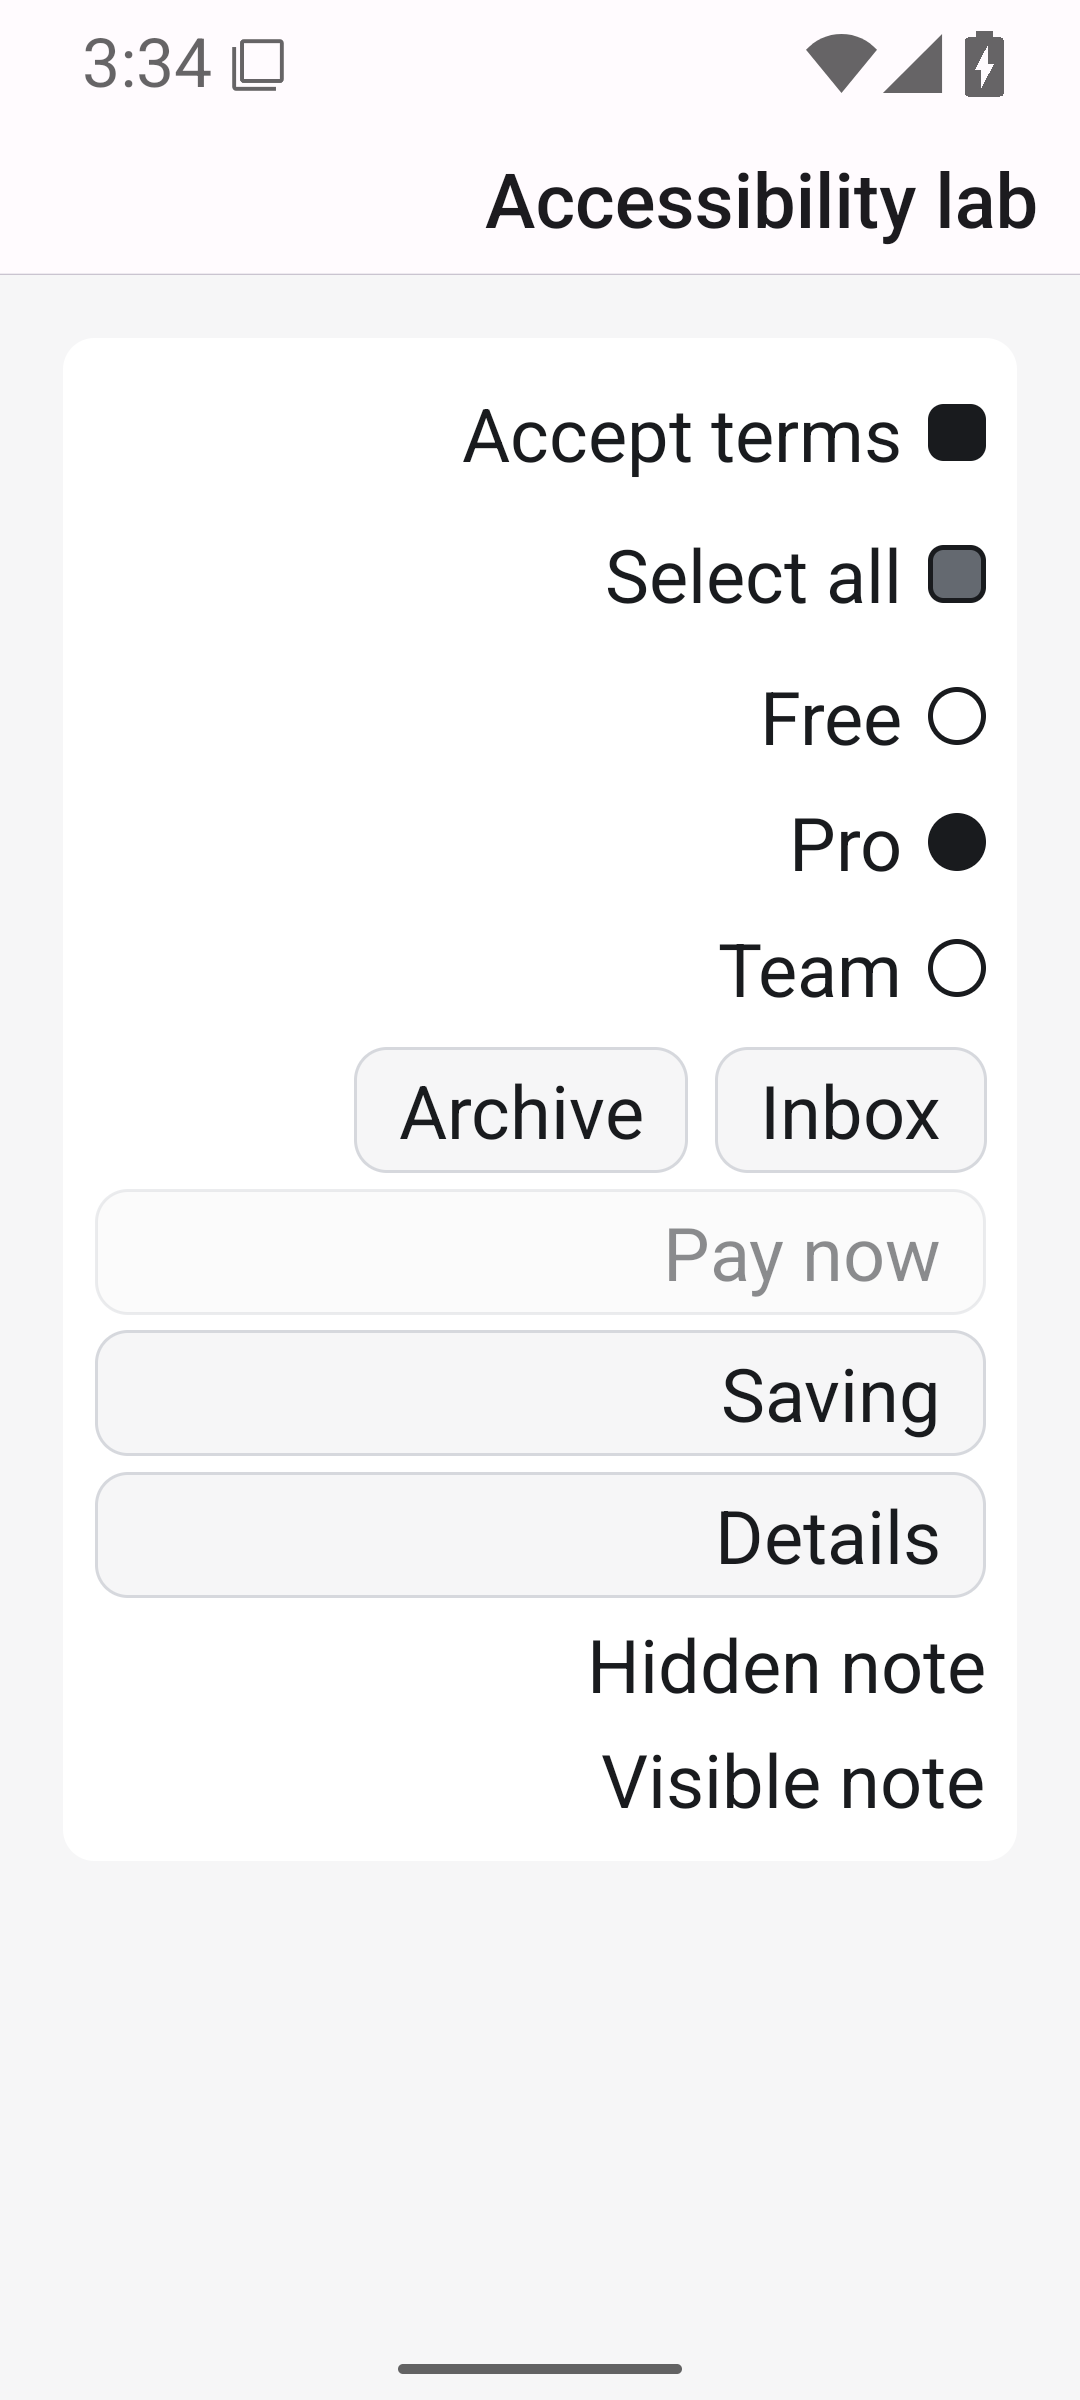 3:34
Accessibility lab
Accept terms
Select all
Free
Pro
Team
Inbox
Archive
Pay now
Saving
Details
Hidden note
Visible note